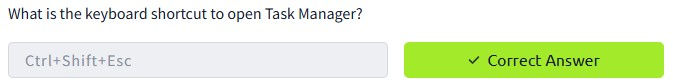 What is the keyboard shortcut to open Task Manager?
Ctrl+Shift+Esc
✓ Correct Answer